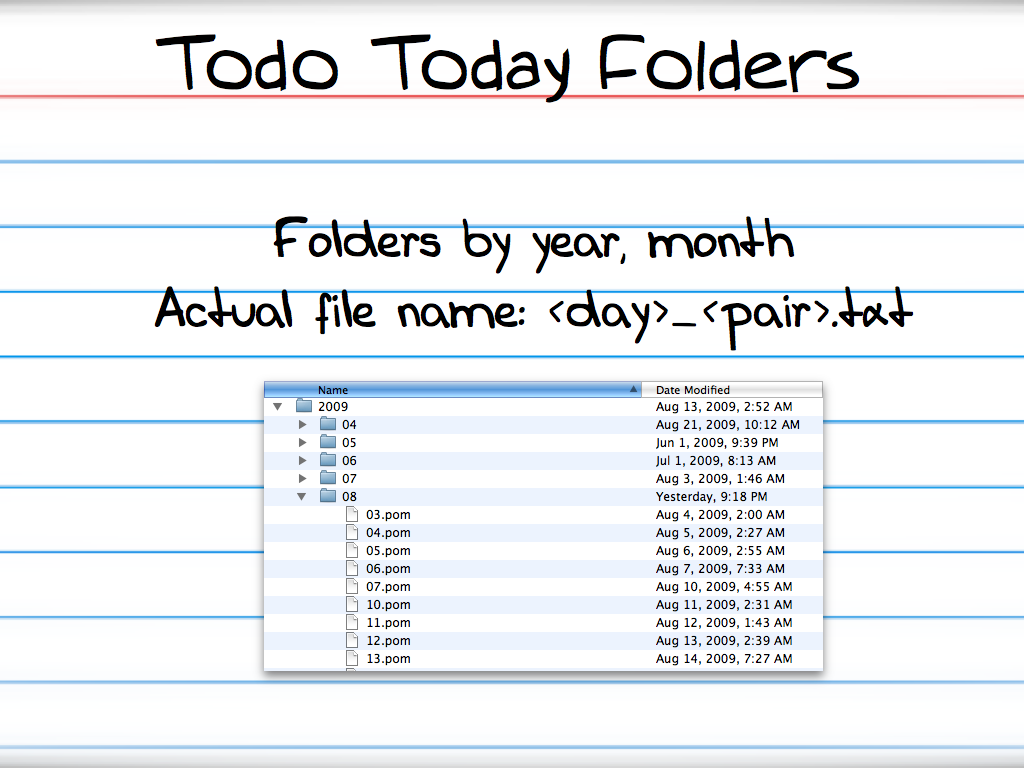 Todo Today Folders
Folders by year, month
Actual file name: <day>_<pair>.txt
Name Date Modified
2009 Aug 13, 2009, 2:52 AM
04 Aug 21, 2009, 10:12 AM
05 Jun 1, 2009, 9:39 PM
06 Jul 1, 2009, 8:13 AM
07 Aug 3, 2009, 1:46 AM
08 Yesterday, 9:18 PM
03.pom Aug 4, 2009, 2:00 AM
04.pom Aug 5, 2009, 2:27 AM
05.pom Aug 6, 2009, 2:55 AM
06.pom Aug 7, 2009, 7:33 AM
07.pom Aug 10, 2009, 4:55 AM
10.pom Aug 11, 2009, 2:31 AM
11.pom Aug 12, 2009, 1:43 AM
12.pom Aug 13, 2009, 2:39 AM
13.pom Aug 14, 2009, 7:27 AM